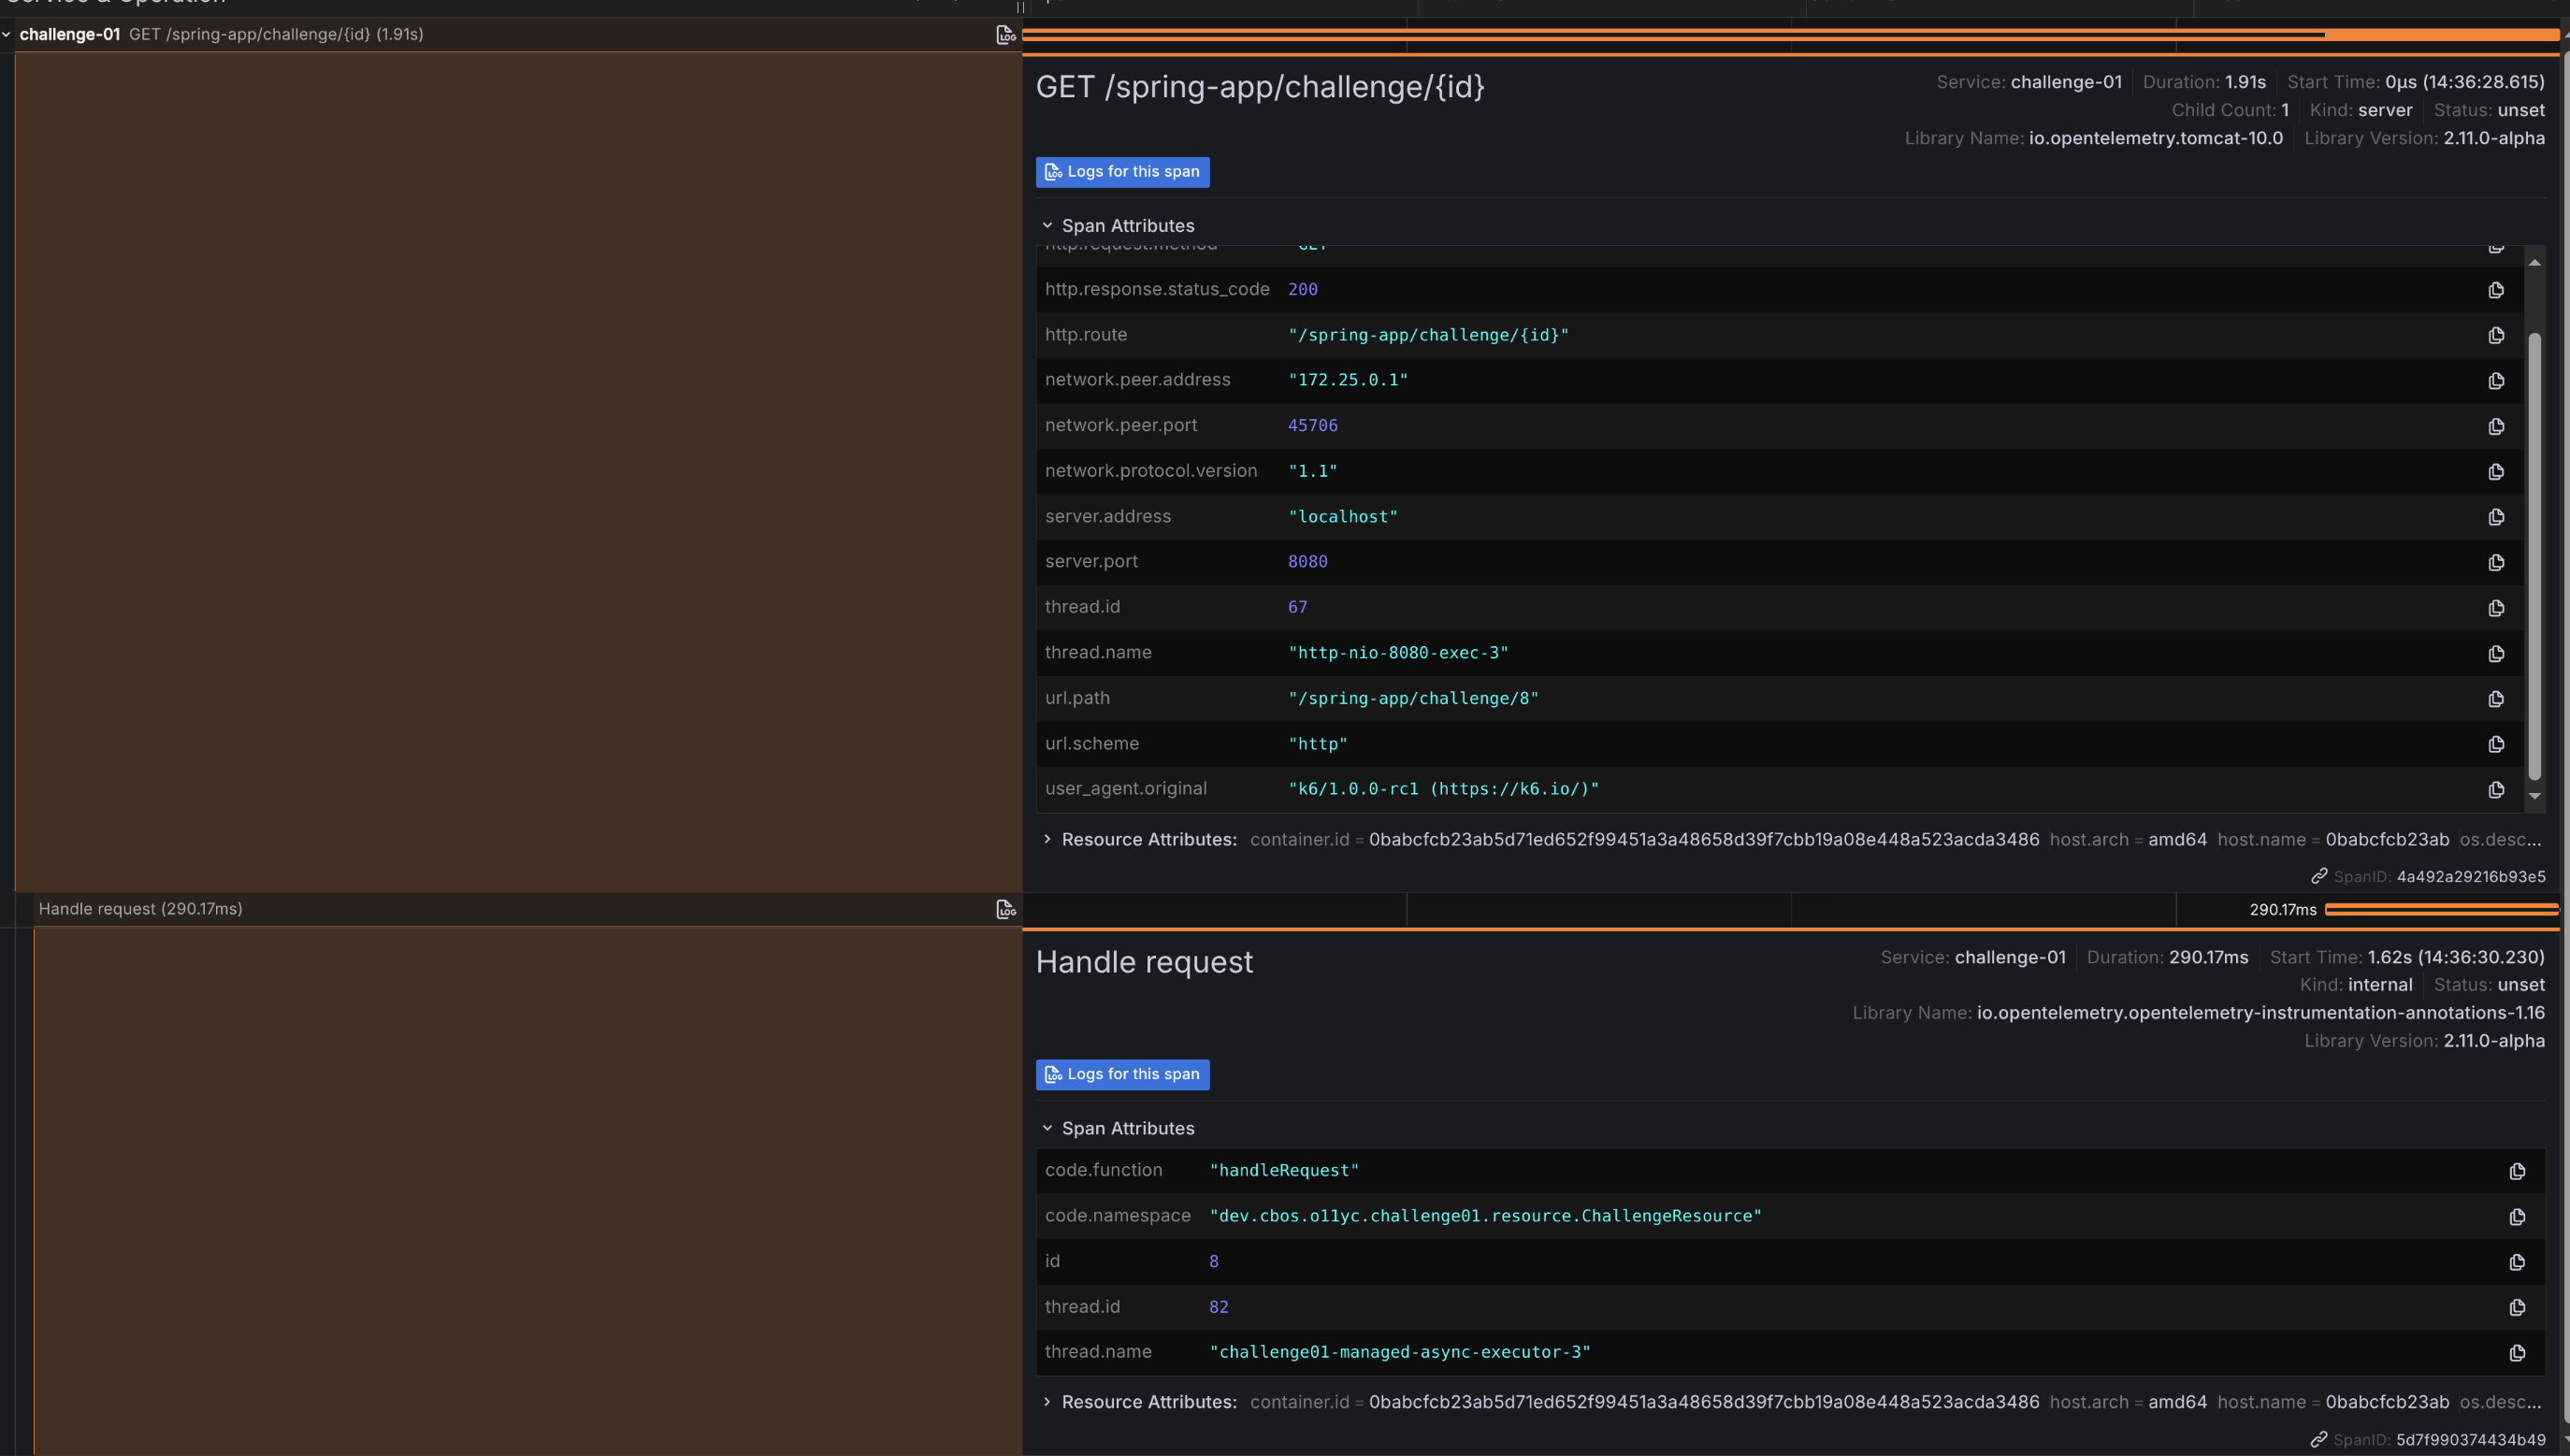 Service & Operation
challenge-01 GET /spring-app/challenge/{id} (1.91s)
GET /spring-app/challenge/{id}
Service: challenge-01 Duration: 1.91s Start Time: 0μs (14:36:28.615)
Child Count: 1 Kind: server Status: unset
Library Name: io.opentelemetry.tomcat-10.0 Library Version: 2.11.0-alpha
Logs for this span
Span Attributes
http.request.method "GET"
http.response.status_code 200
http.route "/spring-app/challenge/{id}"
network.peer.address "172.25.0.1"
network.peer.port 45706
network.protocol.version "1.1"
server.address "localhost"
server.port 8080
thread.id 67
thread.name "http-nio-8080-exec-3"
url.path "/spring-app/challenge/8"
url.scheme "http"
user_agent.original "k6/1.0.0-rc1 (https://k6.io/)"
Resource Attributes: container.id = 0babcfcb23ab5d71ed652f99451a3a48658d39f7cbb19a08e448a523acda3486 host.arch = amd64 host.name = 0babcfcb23ab os.desc...
SpanID: 4a492a29216b93e5
Handle request (290.17ms)
290.17ms
Handle request
Service: challenge-01 Duration: 290.17ms Start Time: 1.62s (14:36:30.230)
Kind: internal Status: unset
Library Name: io.opentelemetry.opentelemetry-instrumentation-annotations-1.16
Library Version: 2.11.0-alpha
Logs for this span
Span Attributes
code.function "handleRequest"
code.namespace "dev.cbos.o11yc.challenge01.resource.ChallengeResource"
id 8
thread.id 82
thread.name "challenge01-managed-async-executor-3"
Resource Attributes: container.id = 0babcfcb23ab5d71ed652f99451a3a48658d39f7cbb19a08e448a523acda3486 host.arch = amd64 host.name = 0babcfcb23ab os.desc...
SpanID: 5d7f990374434b49